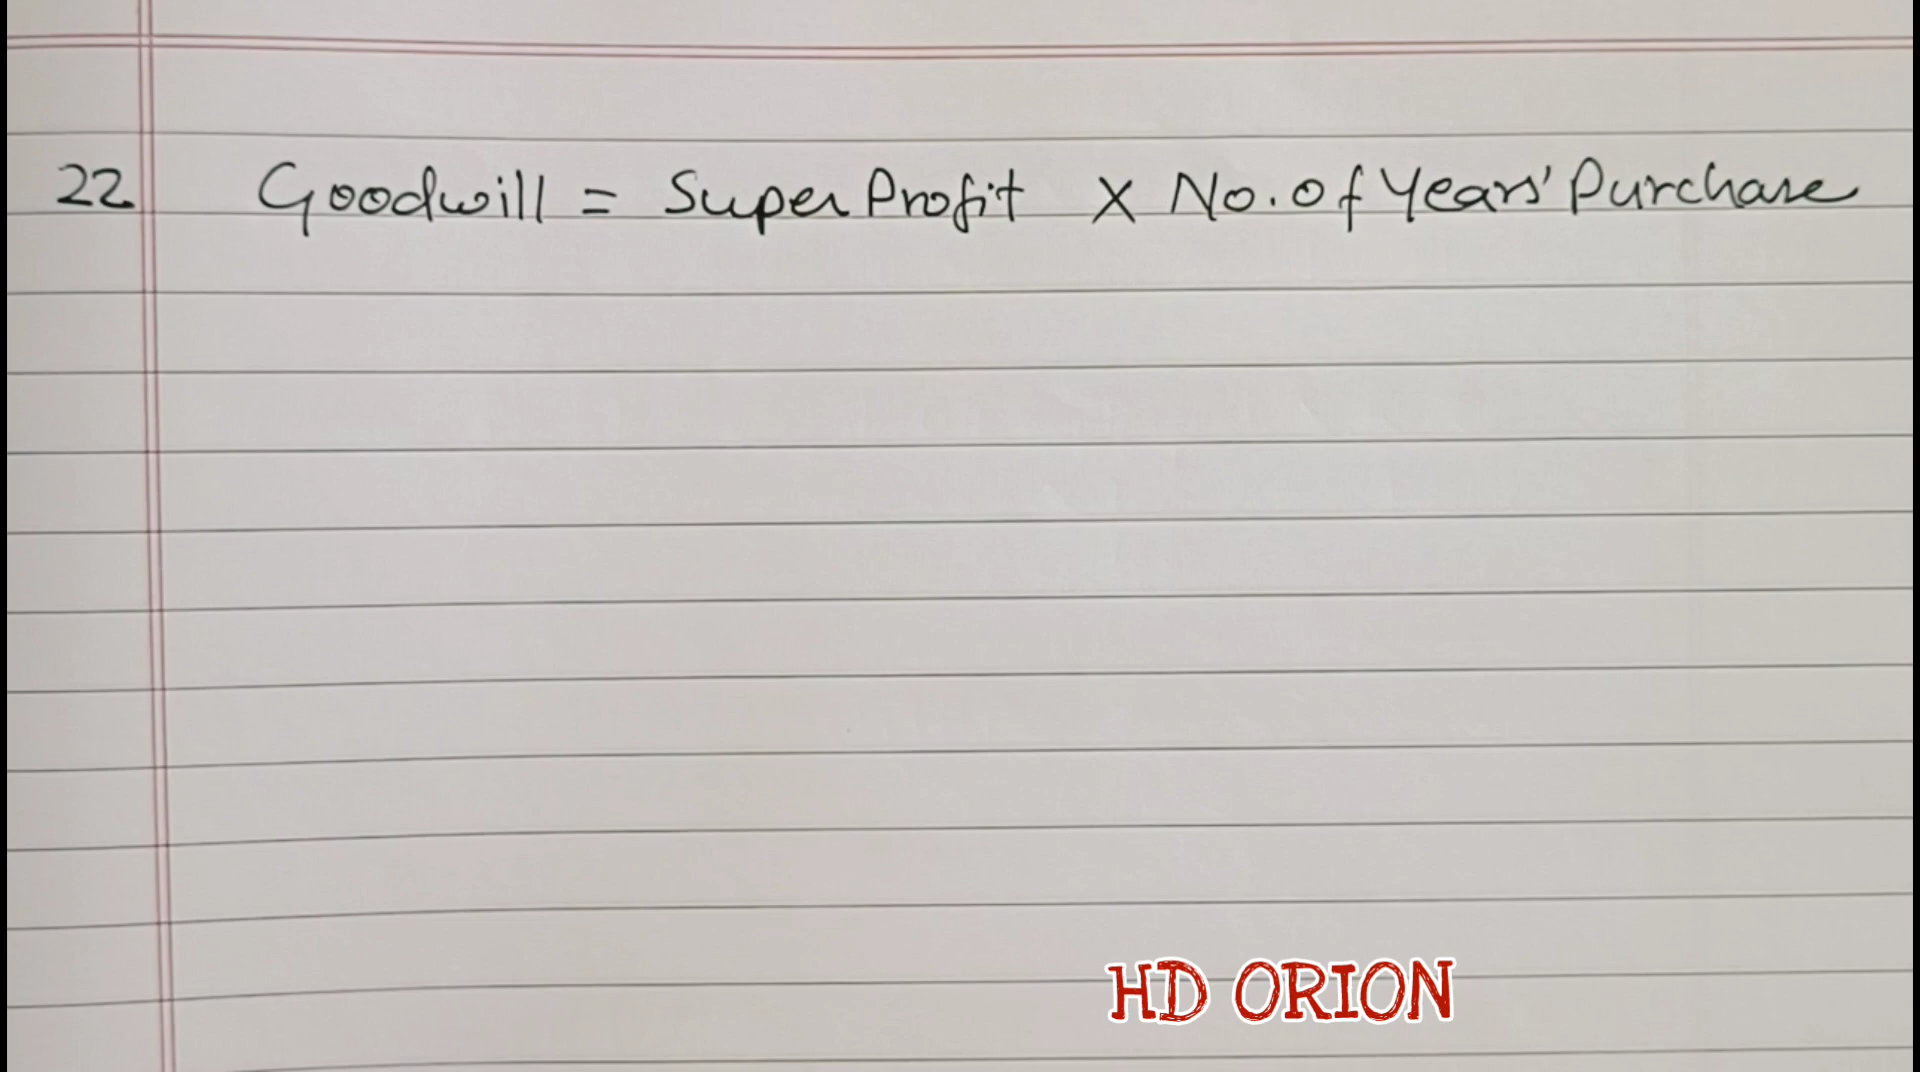 22 Goodwill = Super Profit X No. of Years' Purchase
HD ORION